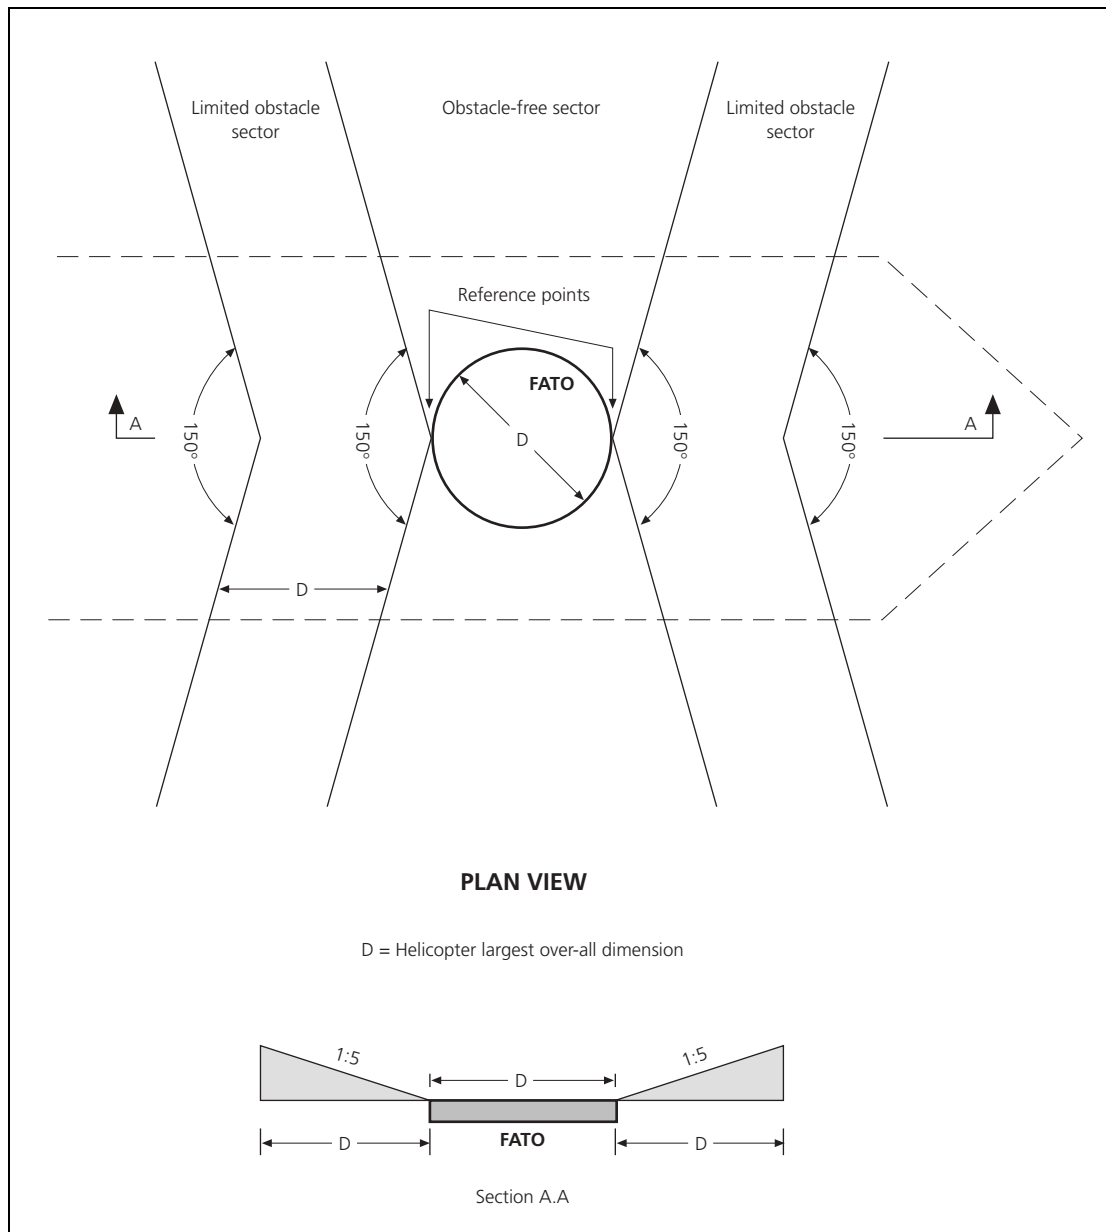 Limited obstacle
sector
Obstacle-free sector
Limited obstacle
sector
Reference points
FATO
A
150°
150°
D
150°
150°
A
D
PLAN VIEW
D = Helicopter largest over-all dimension
1:5
1:5
D
D
FATO
D
Section A.A